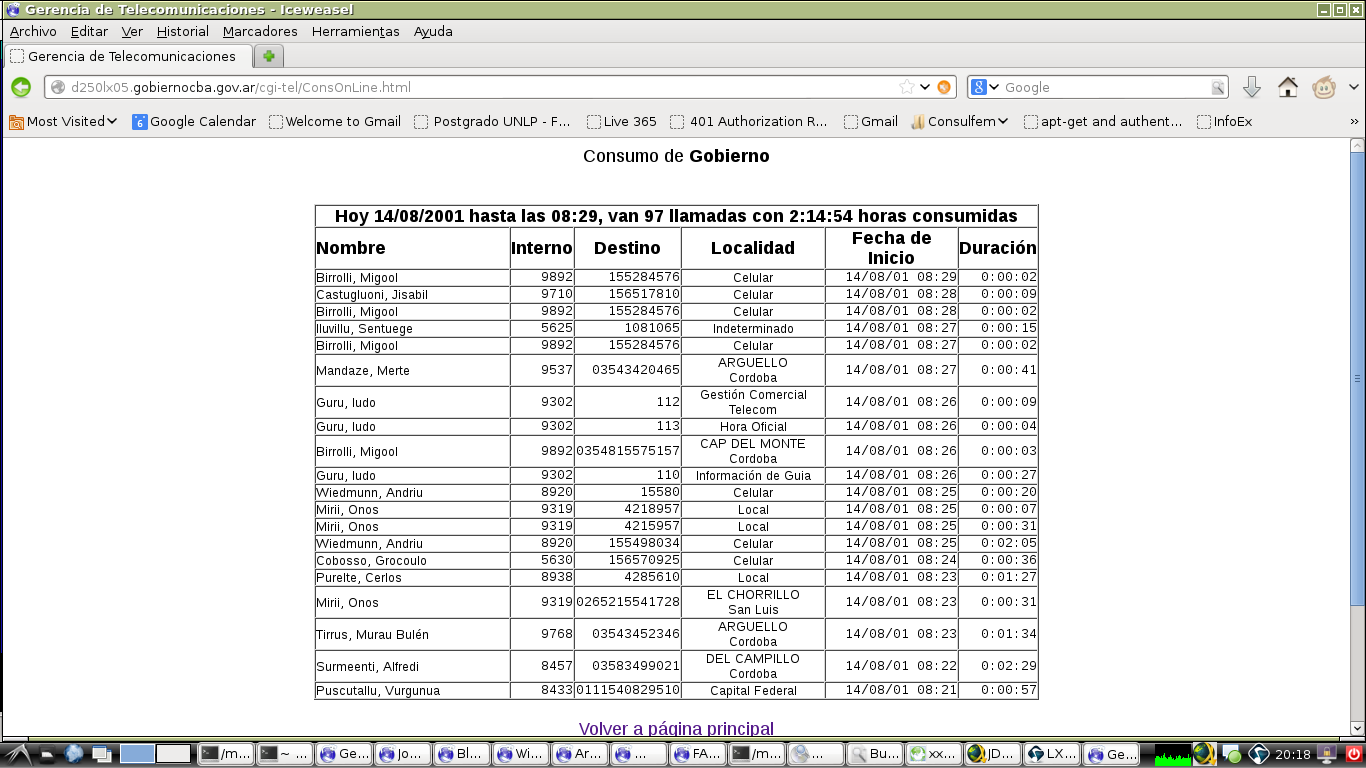 Gerencia de Telecomunicaciones - Iceweasel
Archivo Editar Ver Historial Marcadores Herramientas Ayuda
Gerencia de Telecomunicaciones
d250lx05.gobiernocba.gov.ar/cgi-tel/ConsOnLine.html Google
Most Visited Google Calendar Welcome to Gmail Postgrado UNLP - F... Live 365 401 Authorization R... Gmail Consulfem apt-get and authent... InfoEx »
Consumo de Gobierno
Hoy 14/08/2001 hasta las 08:29, van 97 llamadas con 2:14:54 horas consumidas
Nombre Interno Destino Localidad Fecha de Inicio Duración
Birrolli, Migool 9892 155284576 Celular 14/08/01 08:29 0:00:02
Castugluoni, Jisabil 9710 156517810 Celular 14/08/01 08:28 0:00:09
Birrolli, Migool 9892 155284576 Celular 14/08/01 08:28 0:00:02
Iluvillu, Sentuege 5625 1081065 Indeterminado 14/08/01 08:27 0:00:15
Birrolli, Migool 9892 155284576 Celular 14/08/01 08:27 0:00:02
Mandaze, Merte 9537 03543420465 ARGUELLO Cordoba 14/08/01 08:27 0:00:41
Guru, Iudo 9302 112 Gestión Comercial Telecom 14/08/01 08:26 0:00:09
Guru, Iudo 9302 113 Hora Oficial 14/08/01 08:26 0:00:04
Birrolli, Migool 9892 0354815575157 CAP DEL MONTE Cordoba 14/08/01 08:26 0:00:03
Guru, Iudo 9302 110 Información de Guia 14/08/01 08:26 0:00:27
Wiedmunn, Andriu 8920 15580 Celular 14/08/01 08:25 0:00:20
Mirii, Onos 9319 4218957 Local 14/08/01 08:25 0:00:07
Mirii, Onos 9319 4215957 Local 14/08/01 08:25 0:00:31
Wiedmunn, Andriu 8920 155498034 Celular 14/08/01 08:25 0:02:05
Cobosso, Grocoulo 5630 156570925 Celular 14/08/01 08:24 0:00:36
Purelte, Cerlos 8938 4285610 Local 14/08/01 08:23 0:01:27
Mirii, Onos 9319 0265215541728 EL CHORRILLO San Luis 14/08/01 08:23 0:00:31
Tirrus, Murau Bulén 9768 03543452346 ARGUELLO Cordoba 14/08/01 08:23 0:01:34
Surmeenti, Alfredi 8457 03583499021 DEL CAMPILLO Cordoba 14/08/01 08:22 0:02:29
Puscutallu, Vurgunua 8433 0111540829510 Capital Federal 14/08/01 08:21 0:00:57
Volver a página principal
/m... ~ Ge... Jo... Bl... Wi... Ar... ... FA... /m... ... Bu... xx... JD... LX... Ge... 20:18